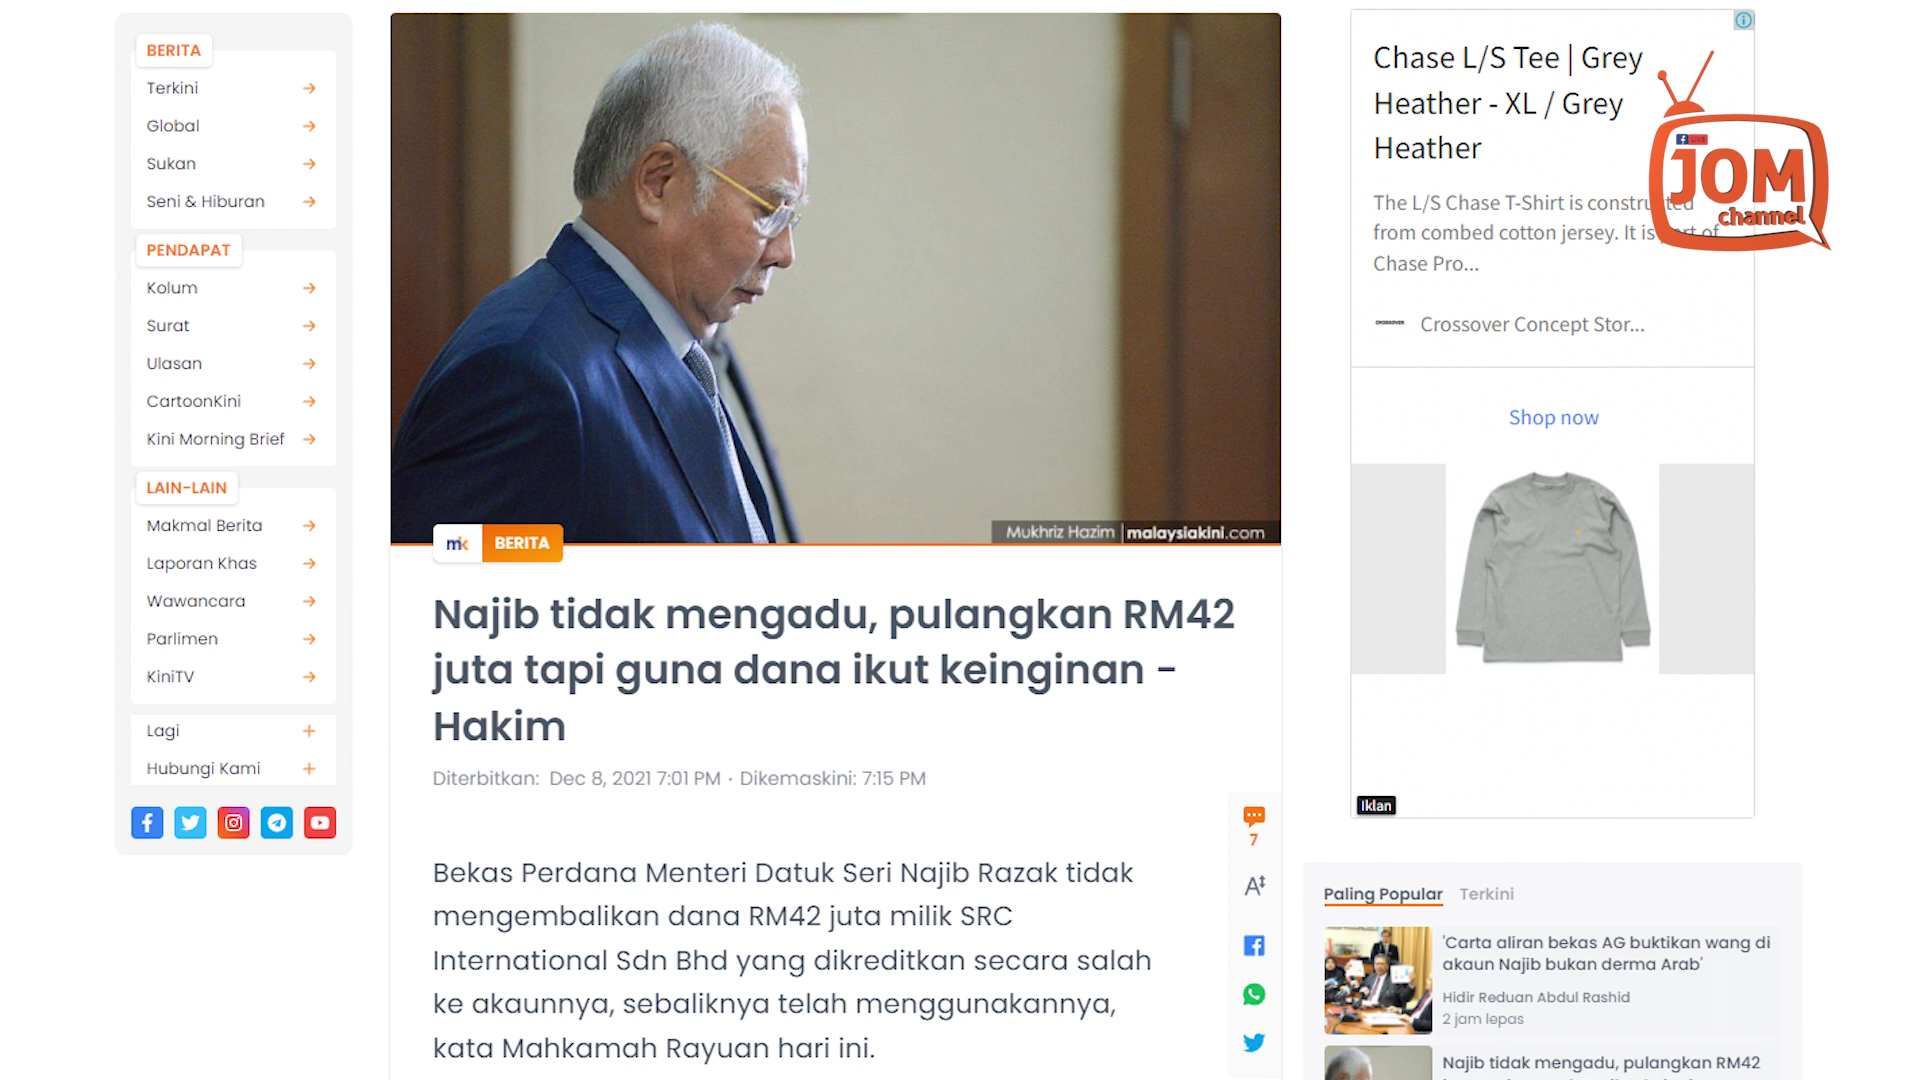 BERITA
Terkini
Global
Sukan
Seni & Hiburan
PENDAPAT
Kolum
Surat
Ulasan
CartoonKini
Kini Morning Brief
LAIN-LAIN
Makmal Berita
Laporan Khas
Wawancara
Parlimen
KiniTV
Lagi
Hubungi Kami
Mukhriz Hazim | malaysiakini.com
mk BERITA
Najib tidak mengadu, pulangkan RM42
juta tapi guna dana ikut keinginan -
Hakim
Diterbitkan: Dec 8, 2021 7:01 PM · Dikemaskini: 7:15 PM
7
Bekas Perdana Menteri Datuk Seri Najib Razak tidak
mengembalikan dana RM42 juta milik SRC
International Sdn Bhd yang dikreditkan secara salah
ke akaunnya, sebaliknya telah menggunakannya,
kata Mahkamah Rayuan hari ini.
Chase L/S Tee | Grey
Heather - XL / Grey
Heather
The L/S Chase T-Shirt is constructed
from combed cotton jersey. It is part of
Chase Pro...
CROSSOVER Crossover Concept Stor...
Shop now
Iklan
LIVE
JOM
channel
Paling Popular Terkini
'Carta aliran bekas AG buktikan wang di
akaun Najib bukan derma Arab'
Hidir Reduan Abdul Rashid
2 jam lepas
Najib tidak mengadu, pulangkan RM42